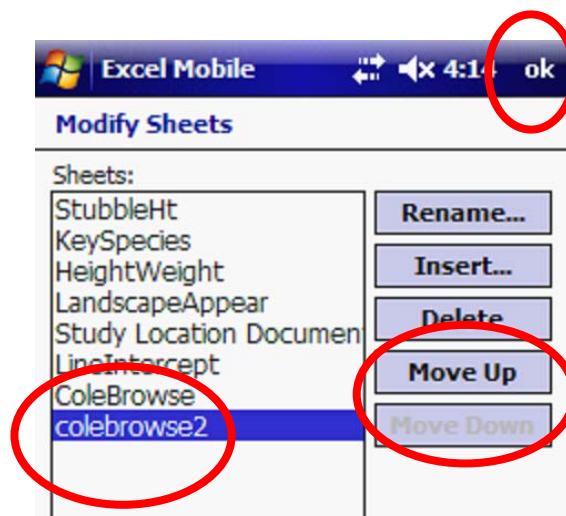 Excel Mobile 4:14 ok
Modify Sheets
Sheets:
StubbleHt
KeySpecies
HeightWeight
LandscapeAppear
Study Location Documen
LineIntercept
ColeBrowse
colebrowse2
Rename...
Insert...
Delete
Move Up
Move Down